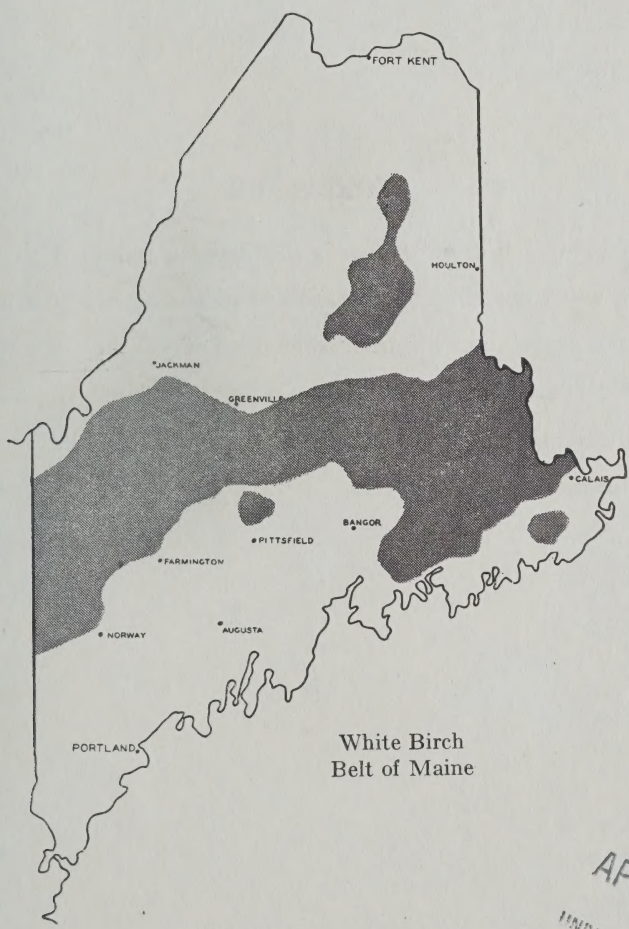 FORT KENT
HOULTON
JACKMAN
GREENVILLE
CALAIS
BANGOR
PITTSFIELD
FARMINGTON
NORWAY
AUGUSTA
PORTLAND
White Birch
Belt of Maine